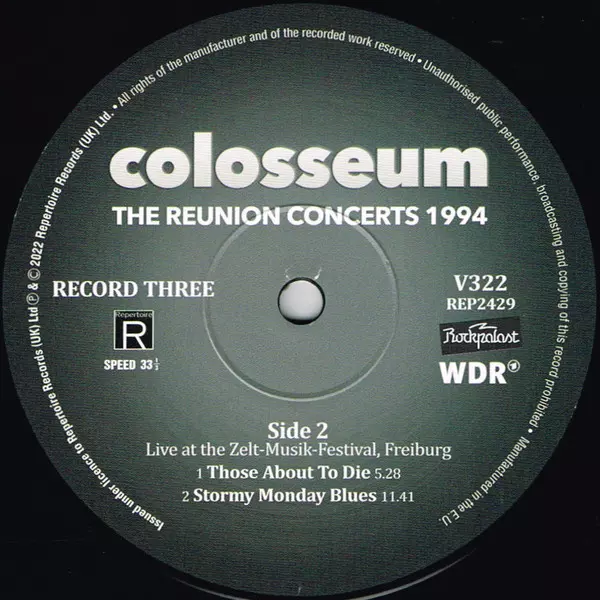 Issued under licence to Repertoire Records (UK) Ltd ℗ & © 2022 Repertoire Records (UK) Ltd. • All rights of the manufacturer and of the recorded work reserved • Unauthorised public performance, broadcasting and copying of this record prohibited • Manufactured in the E.U.
colosseum
THE REUNION CONCERTS 1994
RECORD THREE
V322
REP2429
Repertoire
R
SPEED 33 1/3
Rockpalast
WDR
Side 2
Live at the Zelt-Musik-Festival, Freiburg
1 Those About To Die 5.28
2 Stormy Monday Blues 11.41